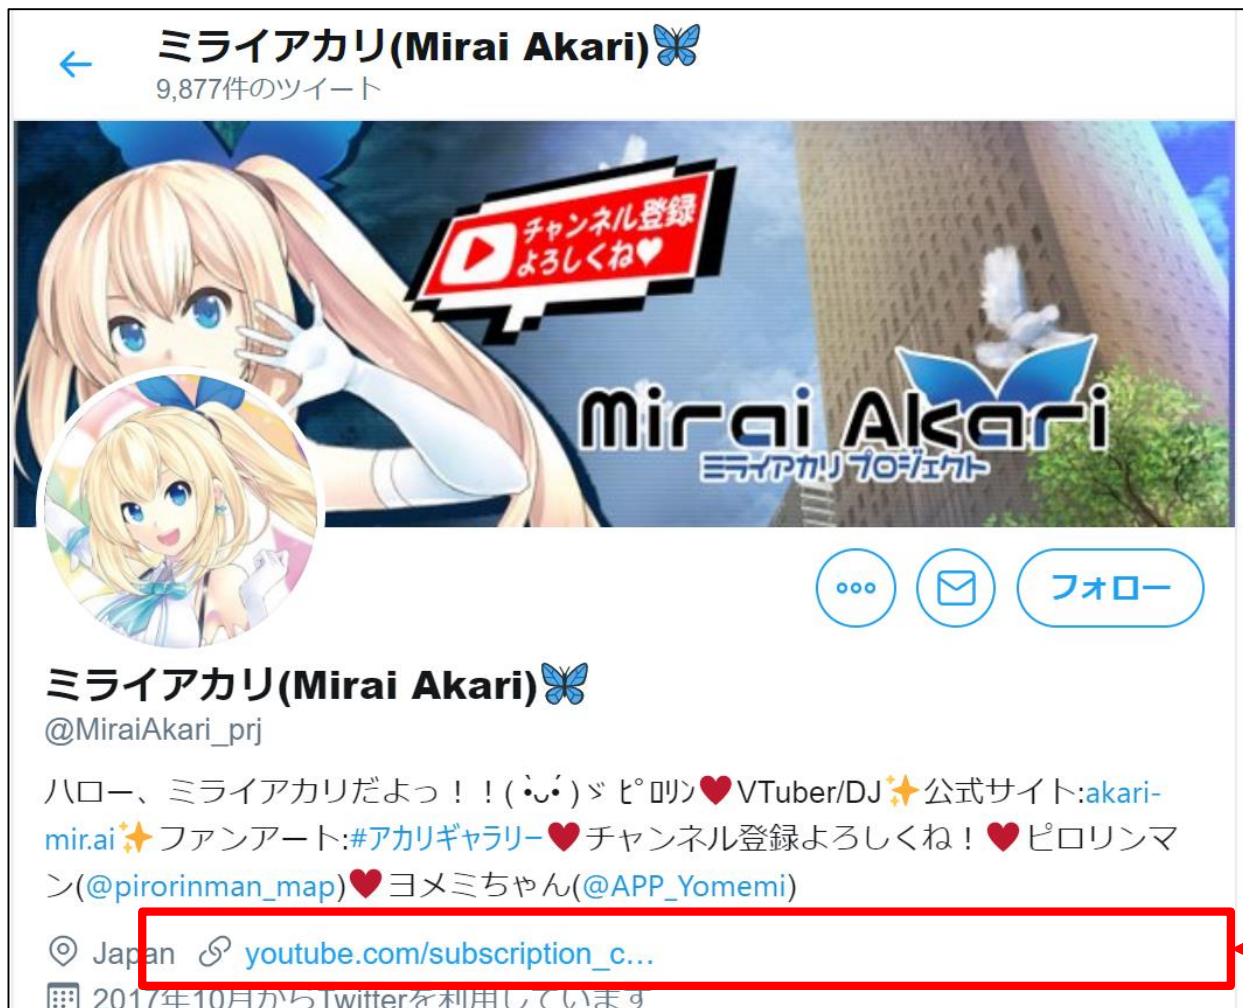 ミライアカリ(Mirai Akari)🦋
9,877件のツイート
チャンネル登録
よろしくね♥
Mirai Akari
ミライアカリ プロジェクト
フォロー
ミライアカリ(Mirai Akari)🦋
@MiraiAkari_prj
ハロー、ミライアカリだよっ！！( •̀ᴗ•́ )ゞﾋﾟﾛﾘﾝ♥VTuber/DJ✨公式サイト:akari-
mir.ai✨ファンアート:#アカリギャラリー♥チャンネル登録よろしくね！♥ピロリンマ
ン(@pirorinman_map)♥ヨメミちゃん(@APP_Yomemi)
Japan youtube.com/subscription_c…
2017年10月からTwitterを利用しています